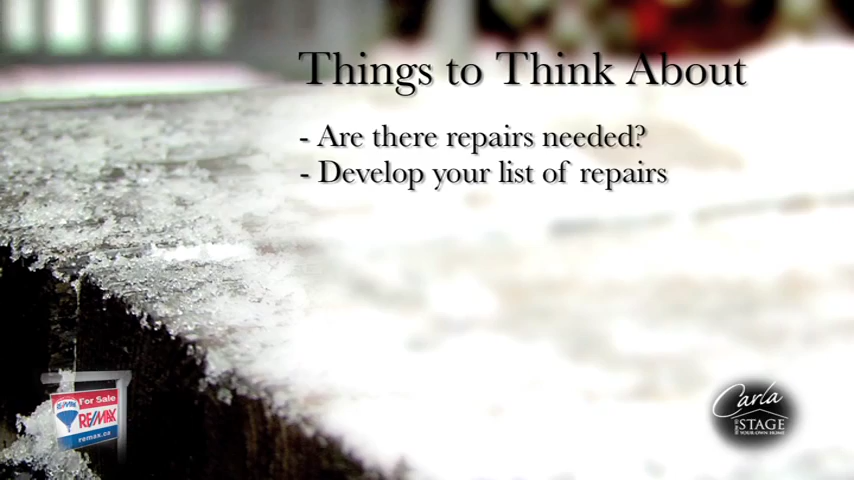 Things to Think About
- Are there repairs needed?
- Develop your list of repairs
For Sale
RE/MAX
remax.ca
Carla
STAGE
YOUR OWN HOME